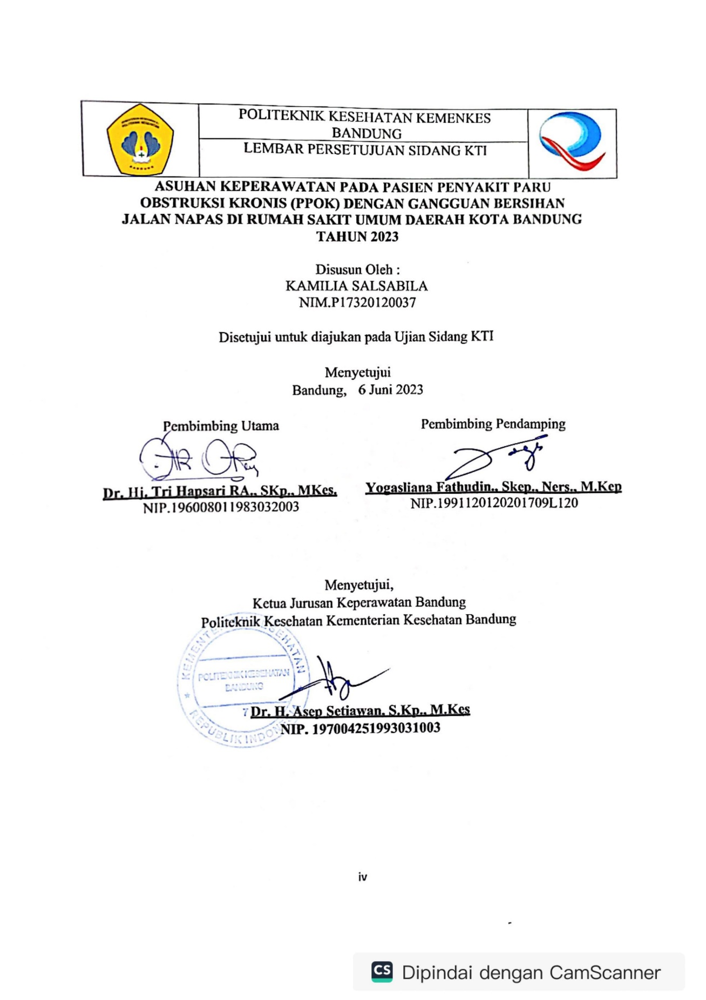 POLITEKNIK KESEHATAN KEMENKES
BANDUNG
LEMBAR PERSETUJUAN SIDANG KTI
POLITEKNIK KESEHATAN
BANDUNG
ASUHAN KEPERAWATAN PADA PASIEN PENYAKIT PARU
OBSTRUKSI KRONIS (PPOK) DENGAN GANGGUAN BERSIHAN
JALAN NAPAS DI RUMAH SAKIT UMUM DAERAH KOTA BANDUNG
TAHUN 2023
Disusun Oleh :
KAMILIA SALSABILA
NIM.P17320120037
Disetujui untuk diajukan pada Ujian Sidang KTI
Menyetujui
Bandung, 6 Juni 2023
Pembimbing Utama
Dr. Hj. Tri Hapsari RA., SKp., MKes.
NIP.196008011983032003
Pembimbing Pendamping
Yogasliana Fathudin., Skep., Ners., M.Kep
NIP.1991120120201709L120
Menyetujui,
Ketua Jurusan Keperawatan Bandung
Politeknik Kesehatan Kementerian Kesehatan Bandung
KEMENTERIAN KESEHATAN
POLITEKNIK KESEHATAN
BANDUNG
REPUBLIK INDONESIA
7 Dr. H. Asep Setiawan, S.Kp., M.Kes
NIP. 197004251993031003
iv
CS Dipindai dengan CamScanner